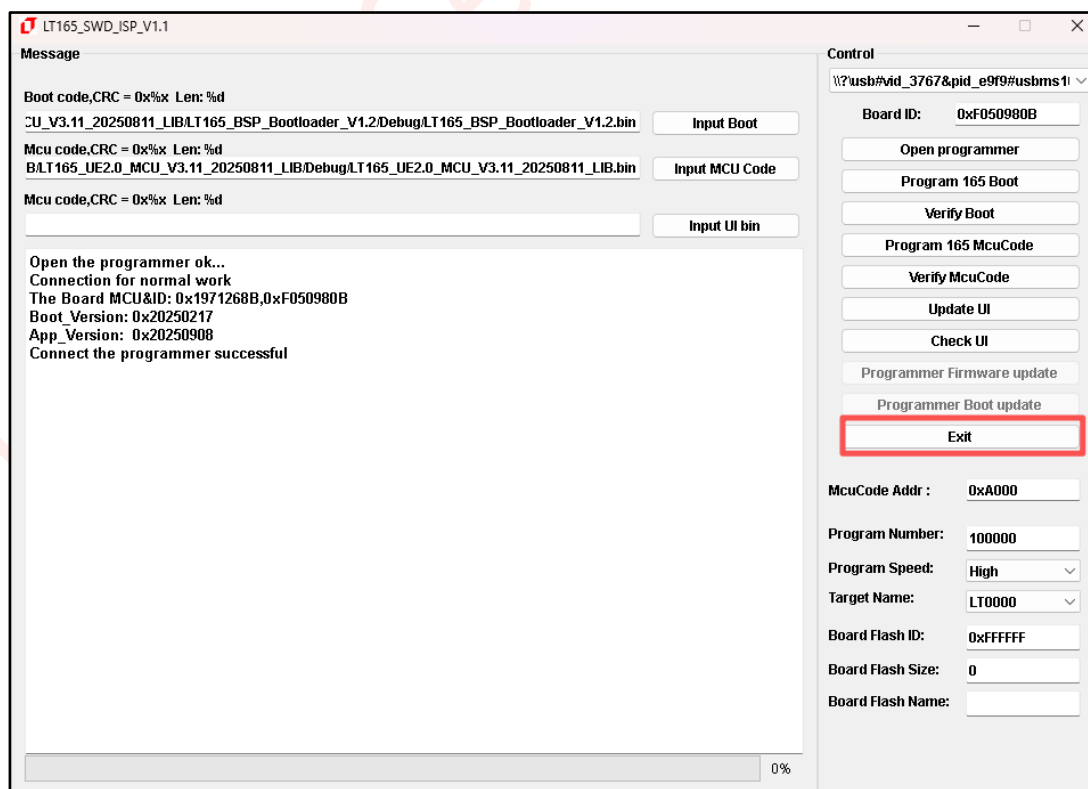 LT165_SWD_ISP_V1.1
Message
Boot code,CRC = 0x%x Len: %d
CU_V3.11_20250811_LIB/LT165_BSP_Bootloader_V1.2/Debug/LT165_BSP_Bootloader_V1.2.bin
Input Boot
Mcu code,CRC = 0x%x Len: %d
B/LT165_UE2.0_MCU_V3.11_20250811_LIB/Debug/LT165_UE2.0_MCU_V3.11_20250811_LIB.bin
Input MCU Code
Mcu code,CRC = 0x%x Len: %d
Input UI bin
Open the programmer ok...
Connection for normal work
The Board MCU&ID: 0x1971268B,0xF050980B
Boot_Version: 0x20250217
App_Version: 0x20250908
Connect the programmer successful
0%
Control
\\?\usb#vid_3767&pid_e9f9#usbms1
Board ID: 0xF050980B
Open programmer
Program 165 Boot
Verify Boot
Program 165 McuCode
Verify McuCode
Update UI
Check UI
Programmer Firmware update
Programmer Boot update
Exit
McuCode Addr : 0xA000
Program Number: 100000
Program Speed: High
Target Name: LT0000
Board Flash ID: 0xFFFFFF
Board Flash Size: 0
Board Flash Name: